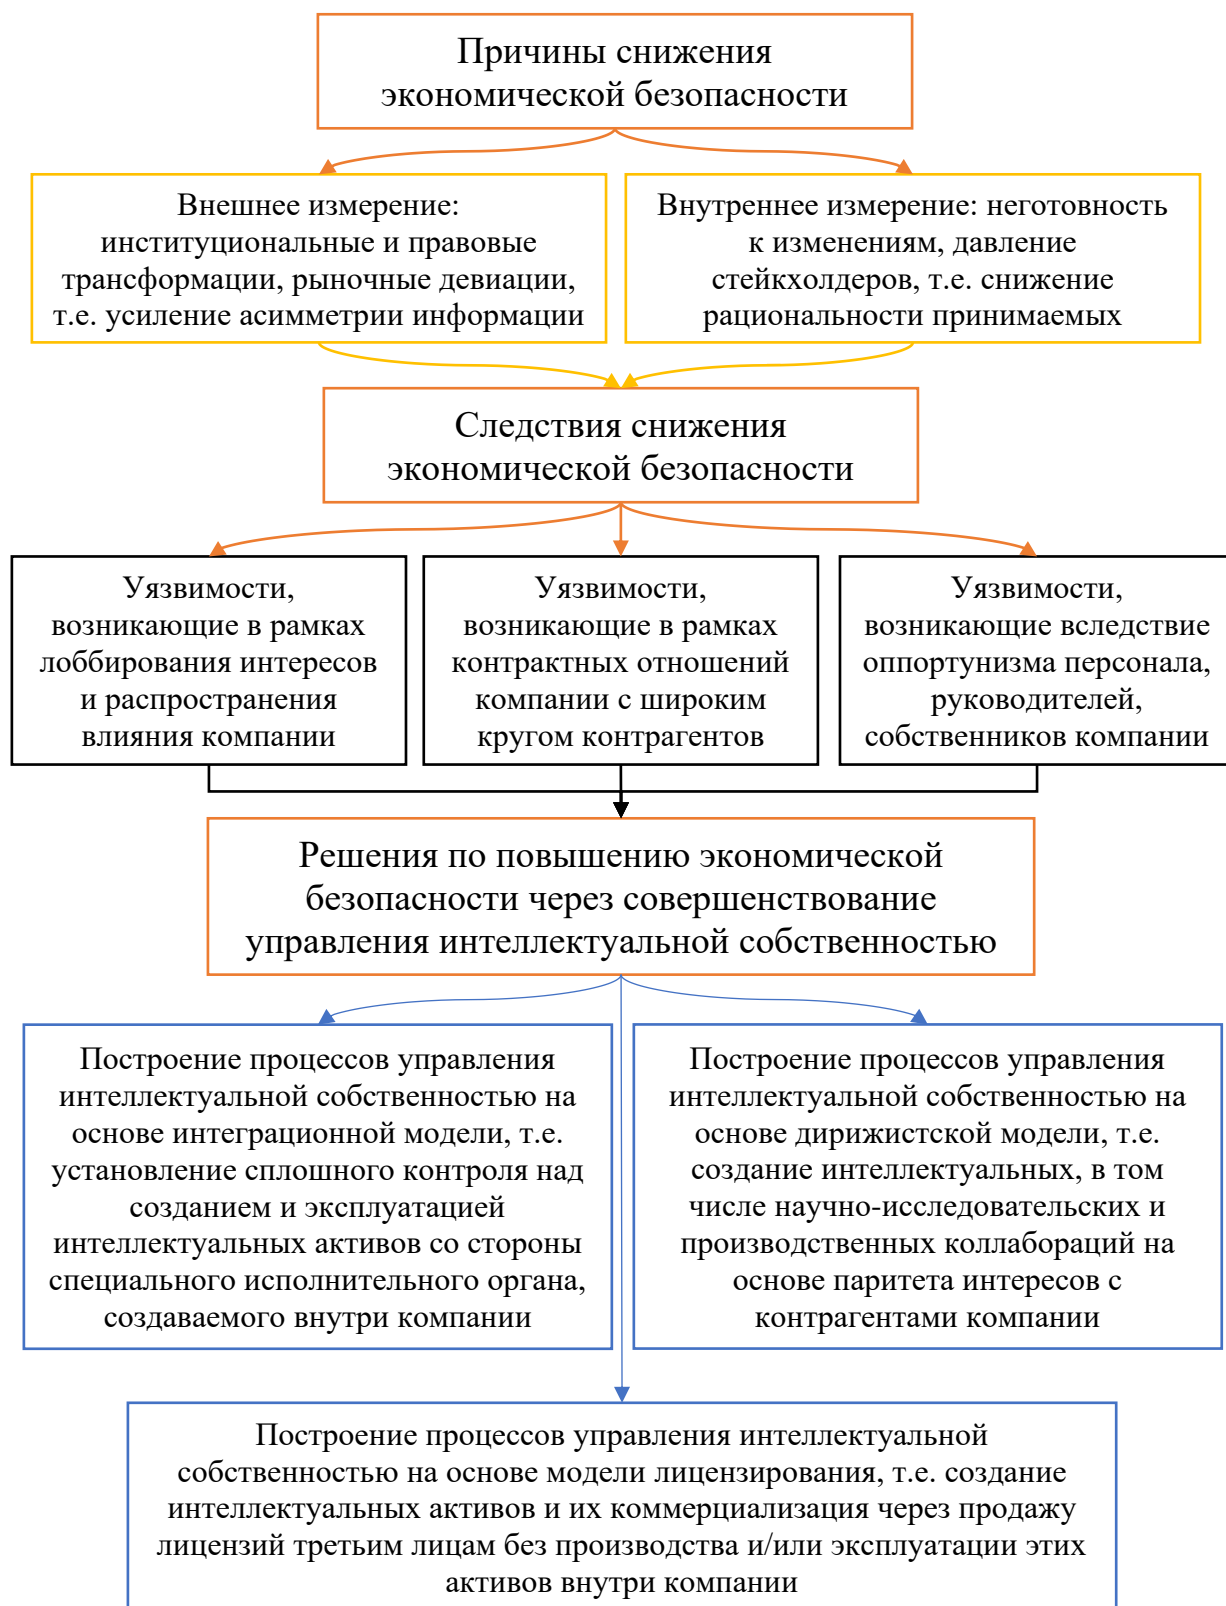 Причины снижения
экономической безопасности
Внешнее измерение:
институциональные и правовые
трансформации, рыночные девиации,
т.е. усиление асимметрии информации
Внутреннее измерение: неготовность
к изменениям, давление
стейкхолдеров, т.е. снижение
рациональности принимаемых
Следствия снижения
экономической безопасности
Уязвимости,
возникающие в рамках
лоббирования интересов
и распространения
влияния компании
Уязвимости,
возникающие в рамках
контрактных отношений
компании с широким
кругом контрагентов
Уязвимости,
возникающие вследствие
оппортунизма персонала,
руководителей,
собственников компании
Решения по повышению экономической
безопасности через совершенствование
управления интеллектуальной собственностью
Построение процессов управления
интеллектуальной собственностью на
основе интеграционной модели, т.е.
установление сплошного контроля над
созданием и эксплуатацией
интеллектуальных активов со стороны
специального исполнительного органа,
создаваемого внутри компании
Построение процессов управления
интеллектуальной собственностью на
основе дирижистской модели, т.е.
создание интеллектуальных, в том
числе научно-исследовательских и
производственных коллабораций на
основе паритета интересов с
контрагентами компании
Построение процессов управления интеллектуальной
собственностью на основе модели лицензирования, т.е. создание
интеллектуальных активов и их коммерциализация через продажу
лицензий третьим лицам без производства и/или эксплуатации этих
активов внутри компании